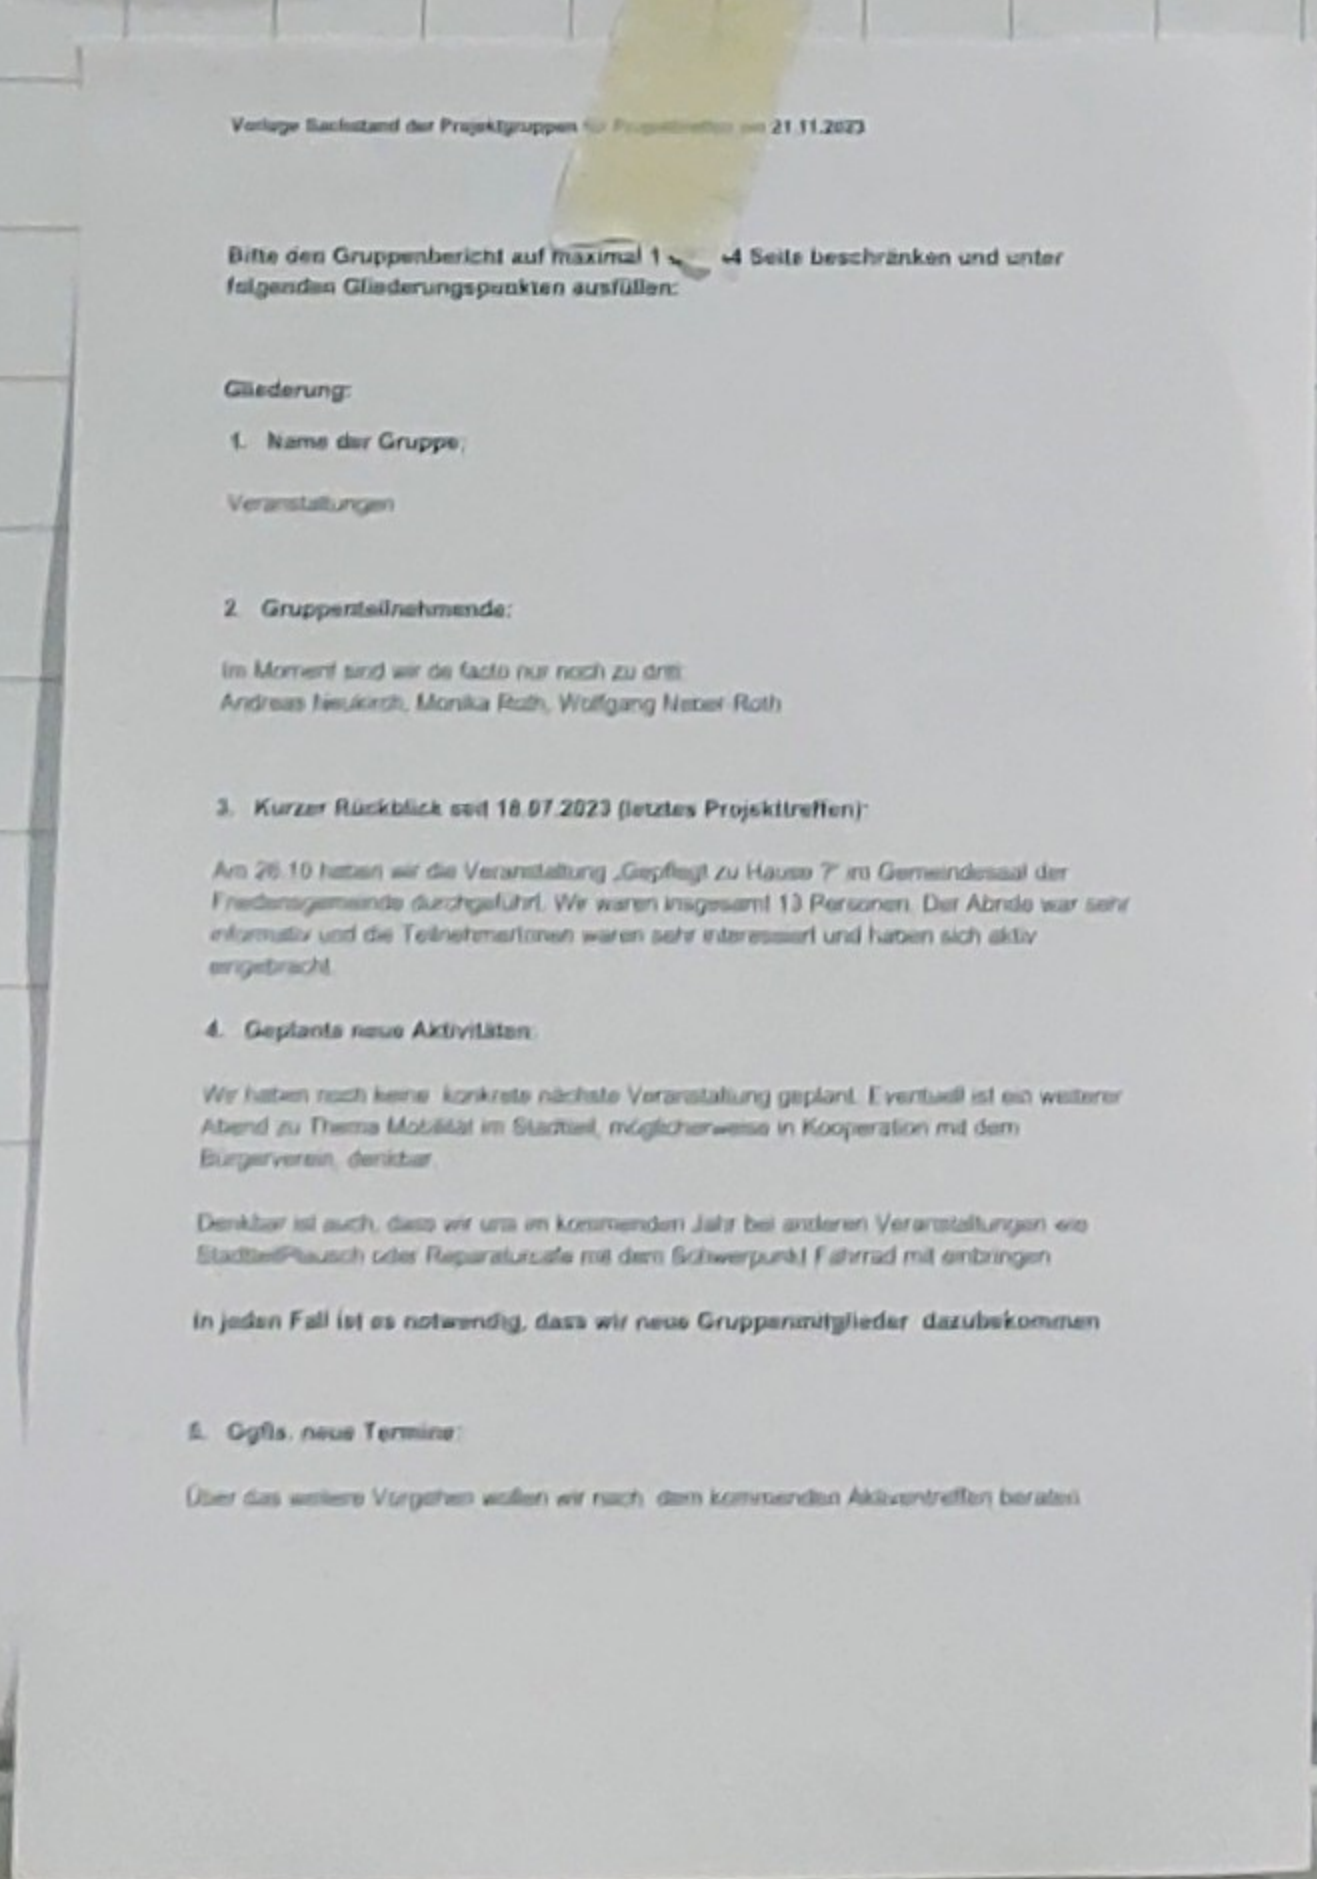 Vorlage Sachstand der Projektgruppen für Projekttreffen am 21.11.2023
Bitte den Gruppenbericht auf maximal 1 Seite beschränken und unter
folgenden Gliederungspunkten ausfüllen:
Gliederung:
1. Name der Gruppe:
Veranstaltungen
2. Gruppenteilnehmende:
Im Moment sind wir de facto nur noch zu dritt:
Andreas Neukirch, Monika Roth, Wolfgang Roth
3. Kurzer Rückblick seit 18.07.2023 (letztes Projekttreffen):
Am 26.10 haben wir die Veranstaltung „Gepflegt zu Hause ?“ im Gemeindesaal der
Friedensgemeinde durchgeführt. Wir waren insgesamt 13 Personen. Der Abnde war sehr
informativ und die TeilnehmerInnen waren sehr interessiert und haben sich aktiv
eingebracht.
4. Geplante neue Aktivitäten:
Wir haben noch keine konkrete nächste Veranstaltung geplant. Eventuell ist ein weiterer
Abend zu Thema Mobilität im Stadtteil, möglicherweise in Kooperation mit dem
Bürgerverein, denkbar.
Denkbar ist auch, dass wir uns im kommenden Jahr bei anderen Veranstaltungen wie
StadtteilPlausch oder Reparaturcafe mit dem Schwerpunkt Fahrrad mit einbringen
In jeden Fall ist es notwendig, dass wir neue Gruppenmitglieder dazubekommen
5. Ggfls. neue Termine:
Über das weitere Vorgehen wollen wir nach dem kommenden Aktiventreffen beraten